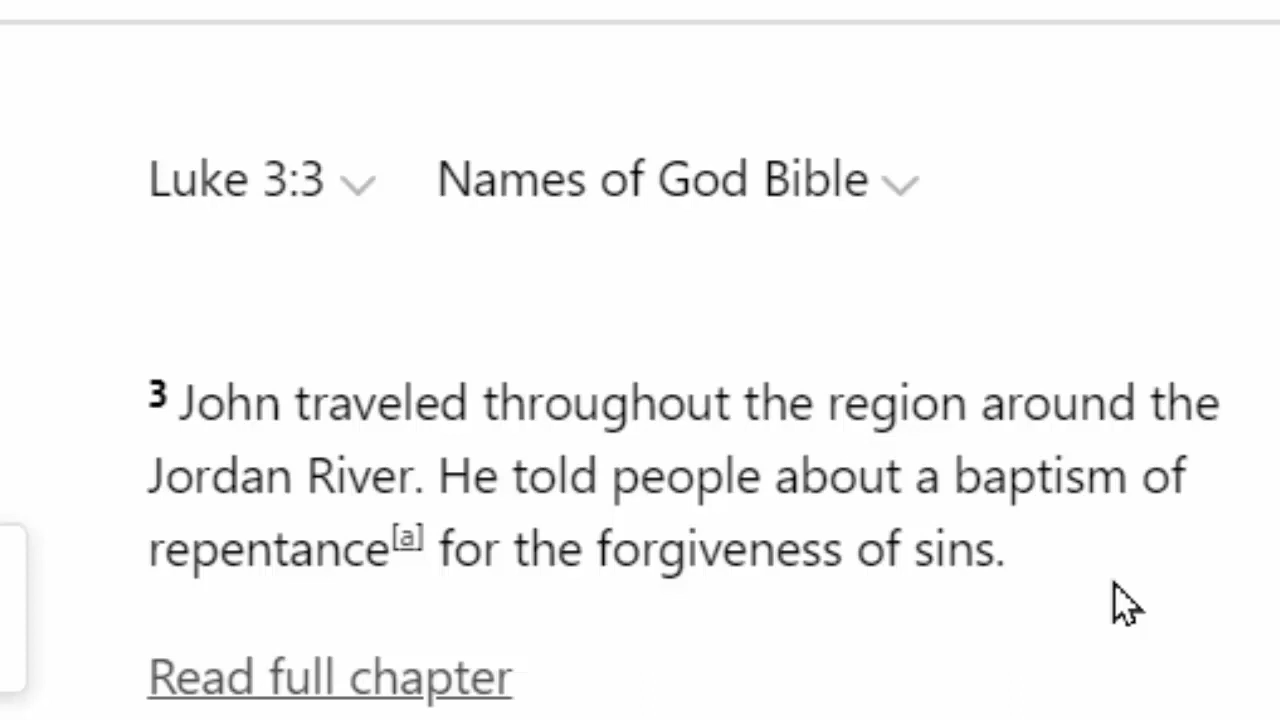 Luke 3:3 Names of God Bible
3 John traveled throughout the region around the
Jordan River. He told people about a baptism of
repentance[a] for the forgiveness of sins.
Read full chapter